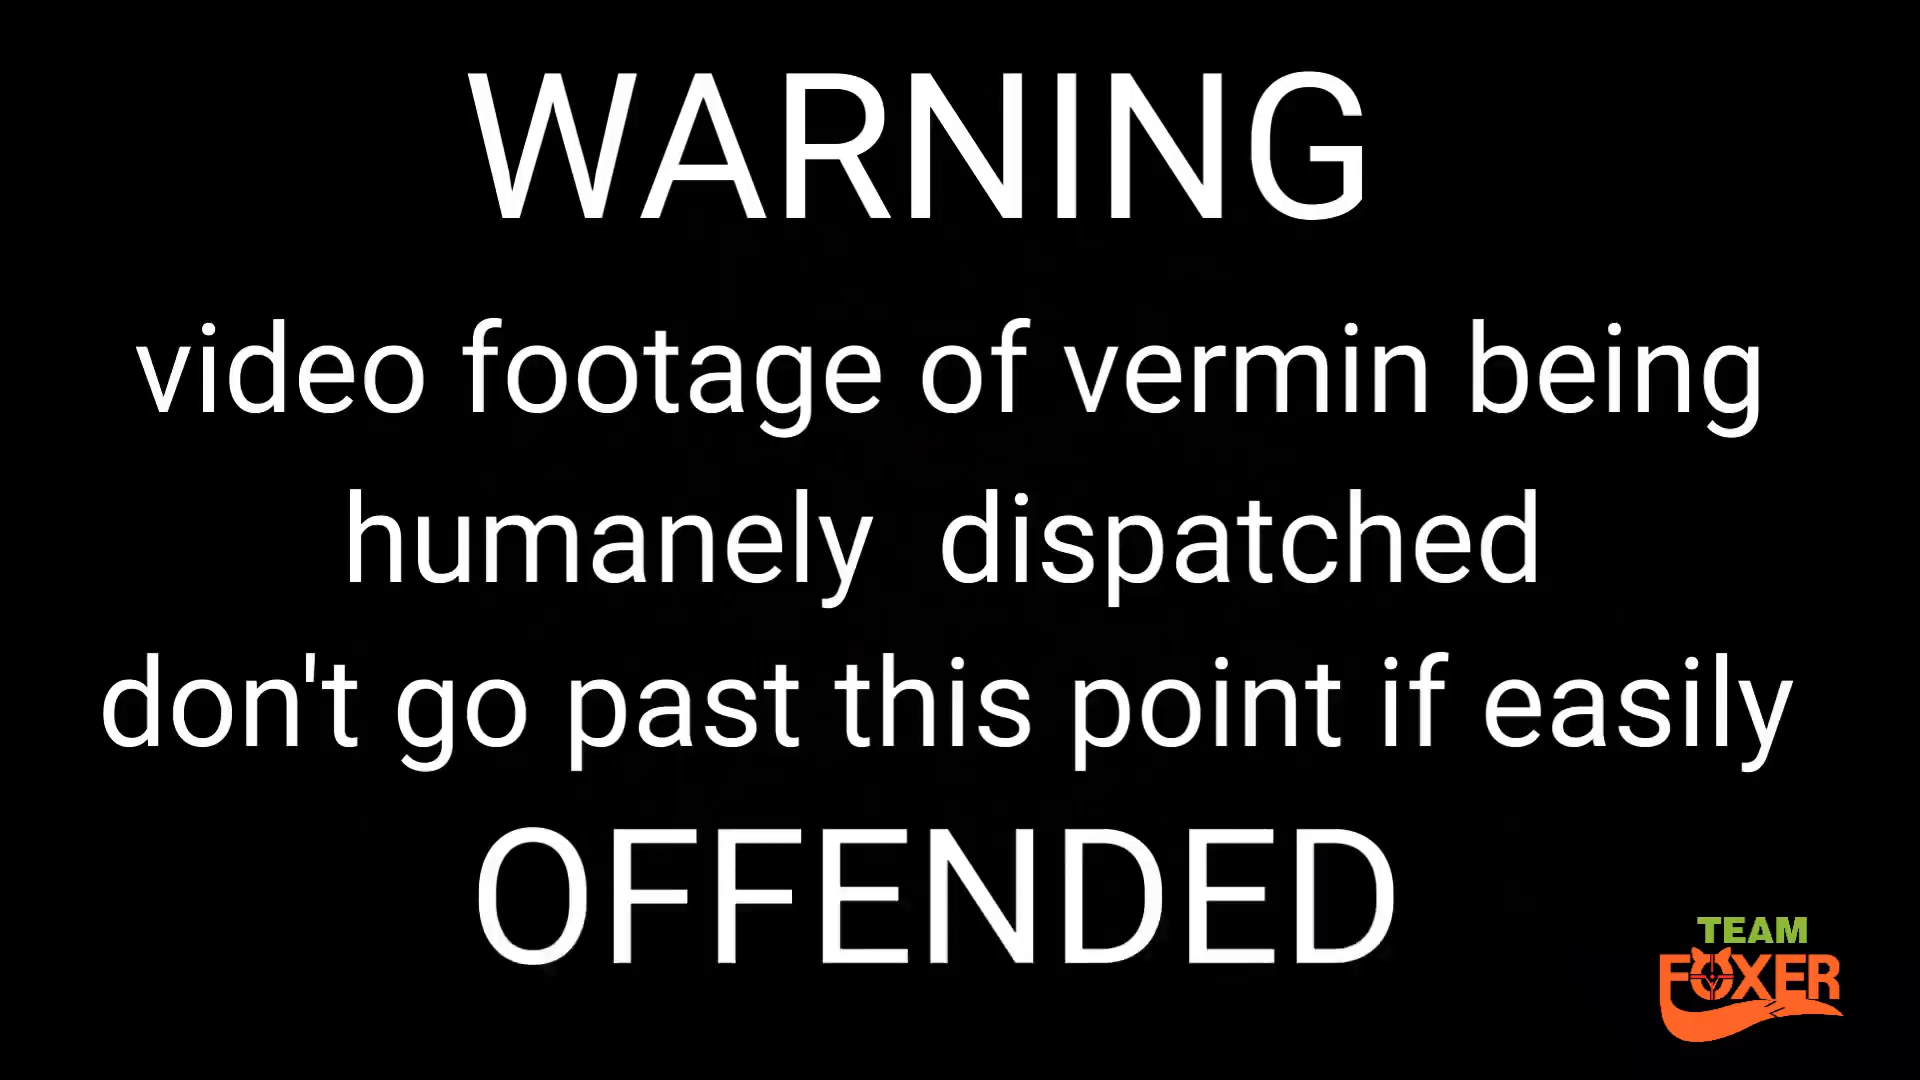 WARNING
video footage of vermin being
humanely  dispatched
don't go past this point if easily
OFFENDED
TEAM
FOXER